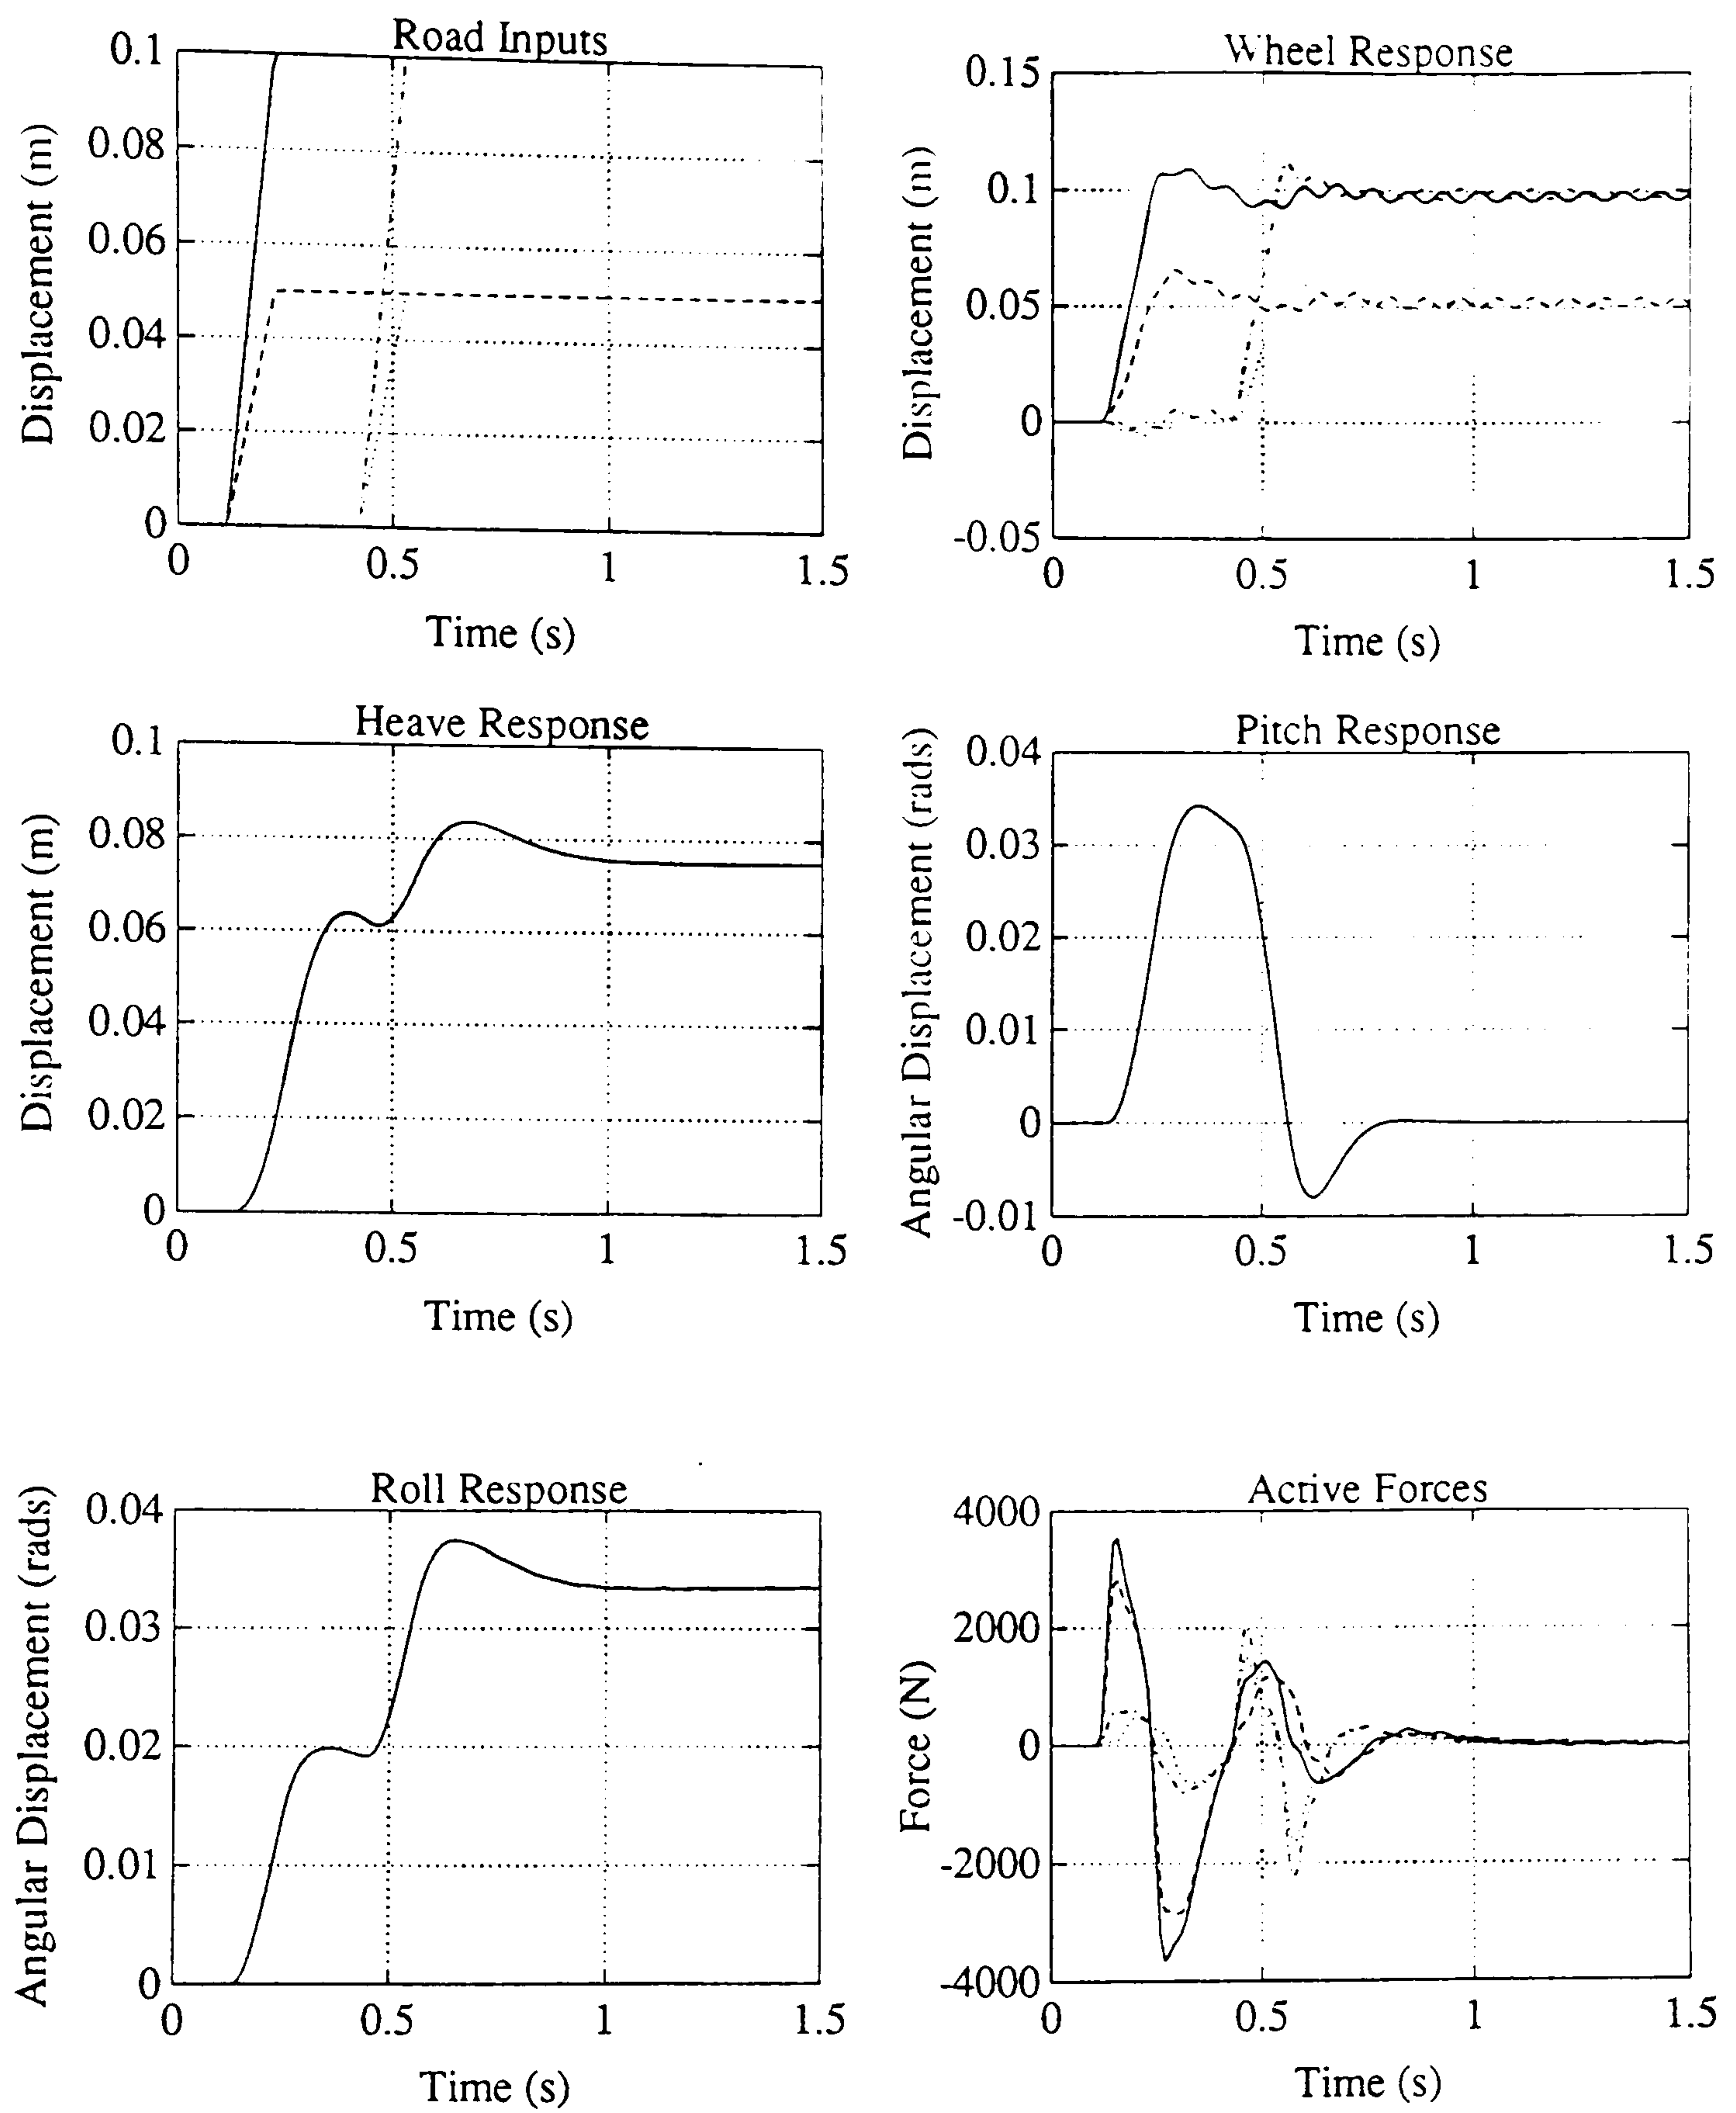 Road Inputs
0.1
0.08
0.06
0.04
0.02
0
Displacement (m)
0 0.5 1 1.5
Time (s)
Wheel Response
0.15
0.1
0.05
0
-0.05
Displacement (m)
0 0.5 1 1.5
Time (s)
Heave Response
0.1
0.08
0.06
0.04
0.02
0
Displacement (m)
0 0.5 1 1.5
Time (s)
Pitch Response
0.04
0.03
0.02
0.01
0
-0.01
Angular Displacement (rads)
0 0.5 1 1.5
Time (s)
Roll Response
0.04
0.03
0.02
0.01
0
Angular Displacement (rads)
0 0.5 1 1.5
Time (s)
Active Forces
4000
2000
0
-2000
-4000
Force (N)
0 0.5 1 1.5
Time (s)